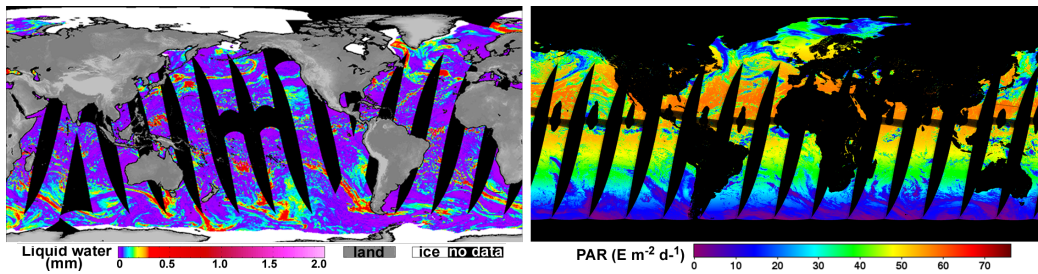 Liquid water
(mm)
0 0.5 1.0 1.5 2.0
land
ice no data
PAR (E m-2 d-1)
0 10 20 30 40 50 60 70